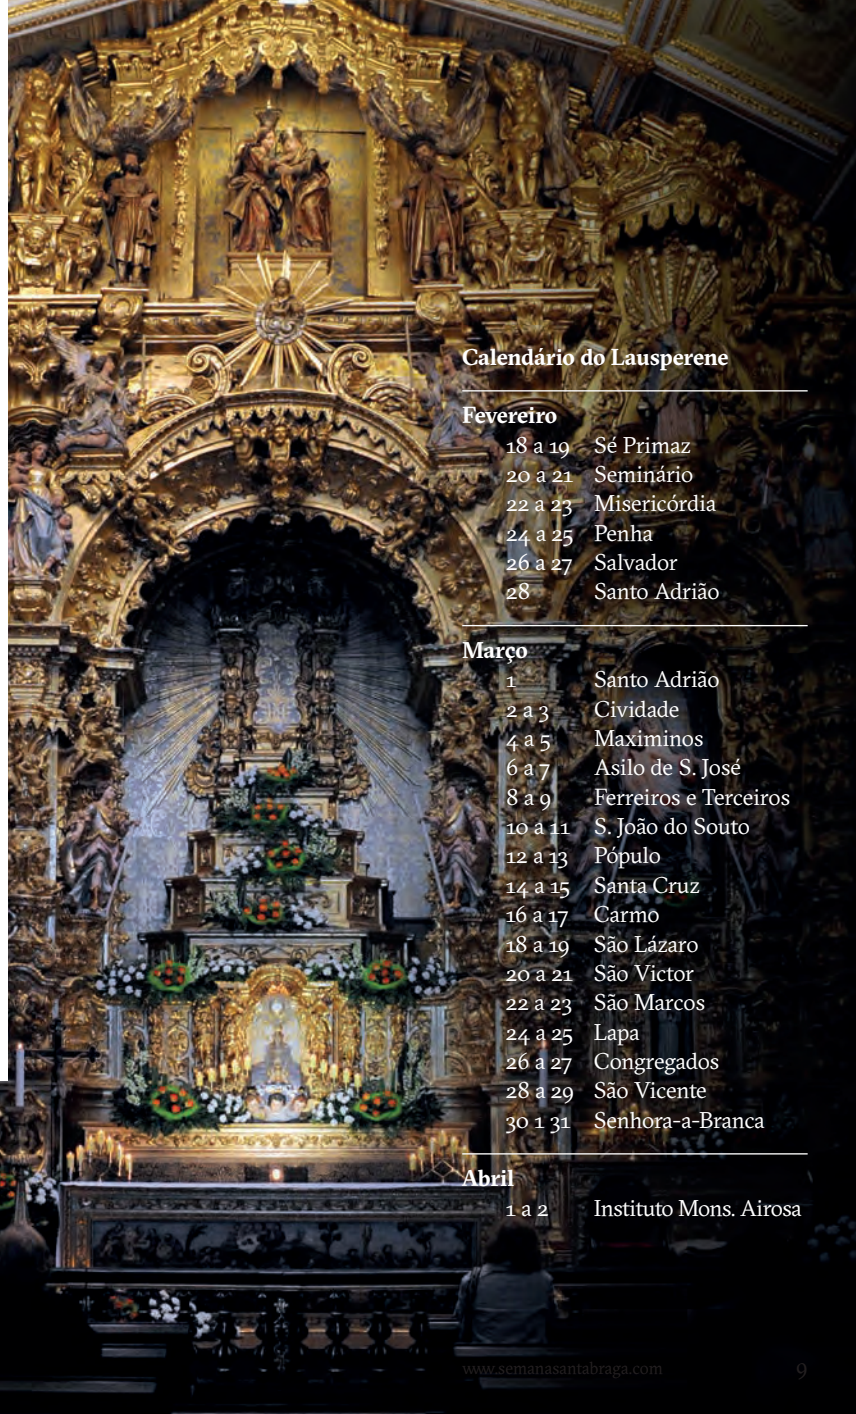 Calendário do Lausperene
Fevereiro
18 a 19 Sé Primaz
20 a 21 Seminário
22 a 23 Misericórdia
24 a 25 Penha
26 a 27 Salvador
28 Santo Adrião
Março
1 Santo Adrião
2 a 3 Cividade
4 a 5 Maximinos
6 a 7 Asilo de S. José
8 a 9 Ferreiros e Terceiros
10 a 11 S. João do Souto
12 a 13 Pópulo
14 a 15 Santa Cruz
16 a 17 Carmo
18 a 19 São Lázaro
20 a 21 São Victor
22 a 23 São Marcos
24 a 25 Lapa
26 a 27 Congregados
28 a 29 São Vicente
30 1 31 Senhora-a-Branca
Abril
1 a 2 Instituto Mons. Airosa
www.semanasantabraga.com 9